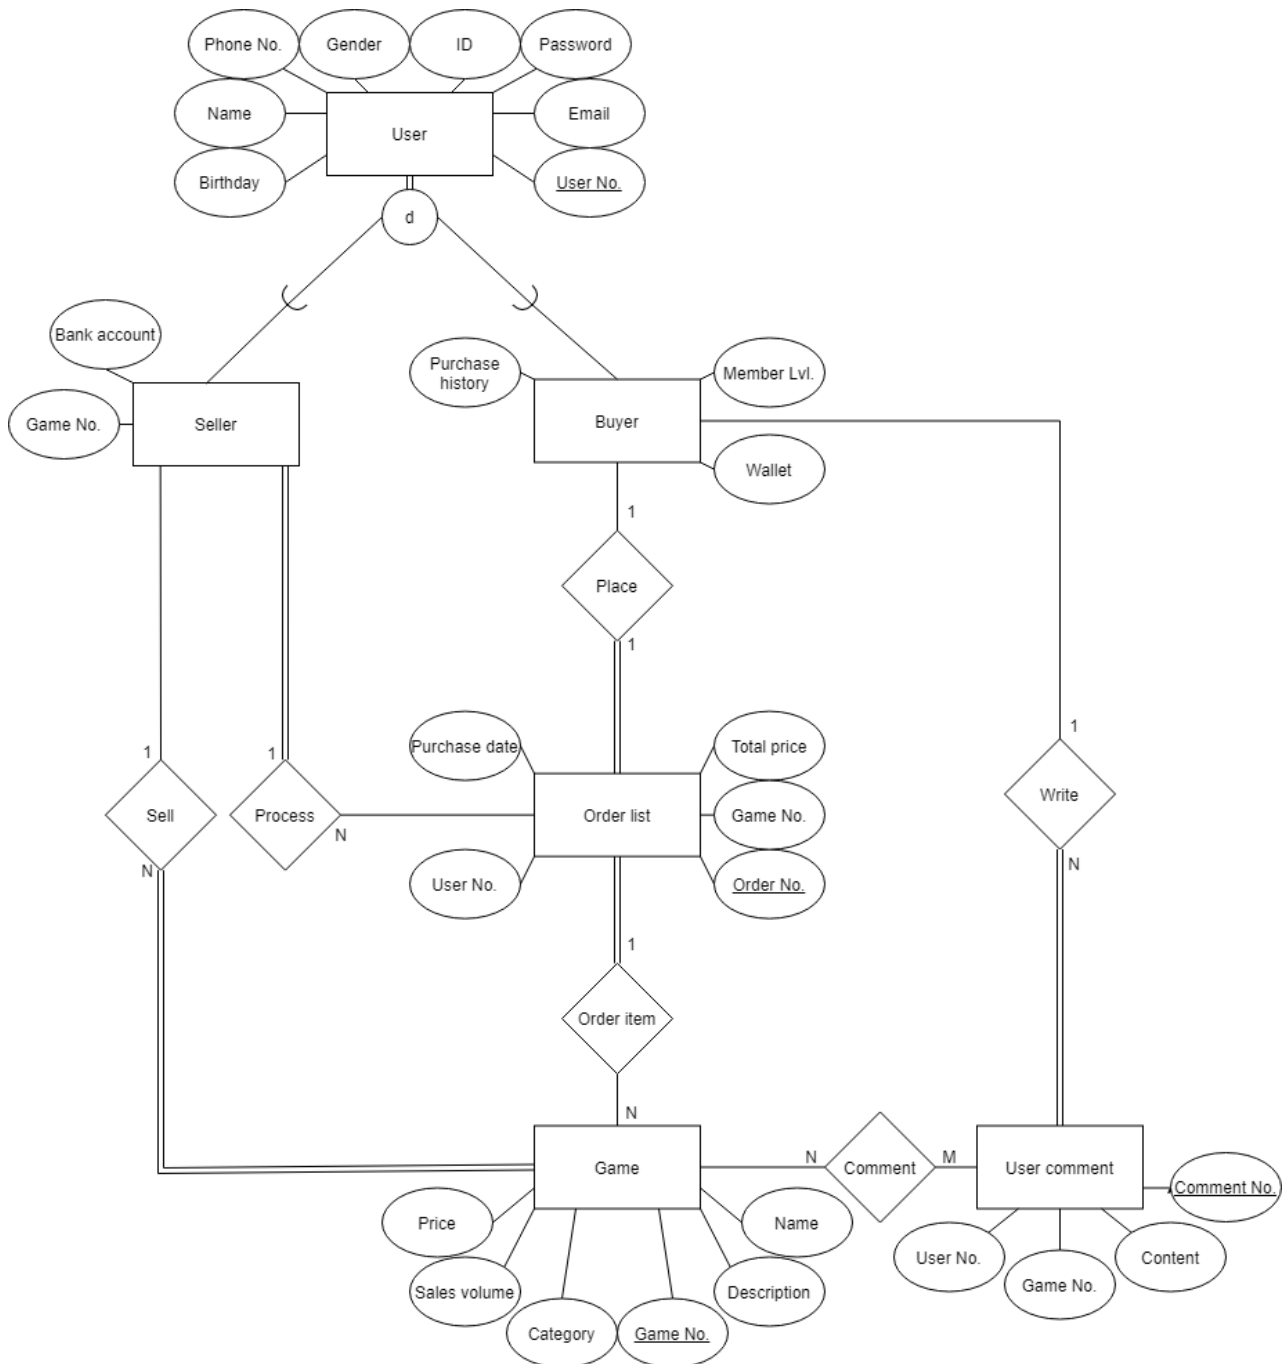 Phone No.
Gender
ID
Password
Name
User
Email
Birthday
User No.
d
Bank account
Purchase
history
Member Lvl.
Game No.
Seller
Buyer
Wallet
1
Place
1
Purchase date
Total price
1
1
1
Sell
Process
N
Order list
Game No.
Write
N
N
User No.
Order No.
1
Order item
N
Game
N
Comment
M
User comment
Comment No.
Price
Name
User No.
Content
Game No.
Sales volume
Description
Category
Game No.